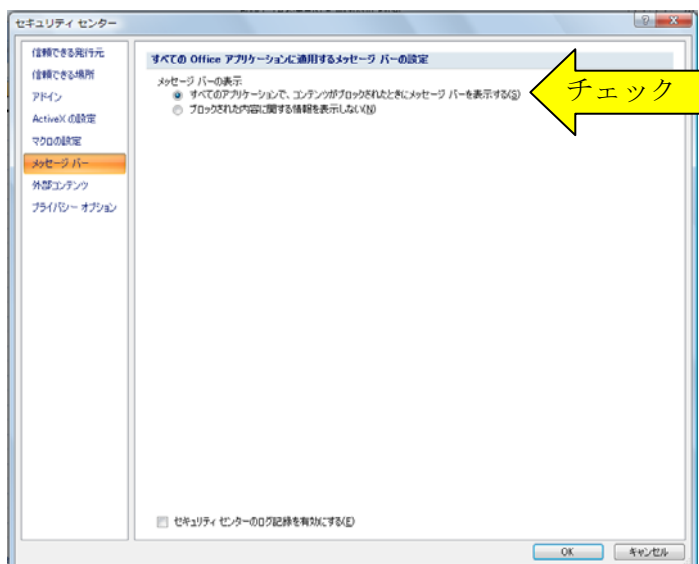 セキュリティ センター
信頼できる発行元
信頼できる場所
アドイン
ActiveX の設定
マクロの設定
メッセージ バー
外部コンテンツ
プライバシー オプション
すべての Office アプリケーションに適用するメッセージ バーの設定
メッセージ バーの表示
すべてのアプリケーションで、コンテンツがブロックされたときにメッセージ バーを表示する(S)
ブロックされた内容に関する情報を表示しない(N)
チェック
セキュリティ センターのログ記録を有効にする(E)
OK
キャンセル